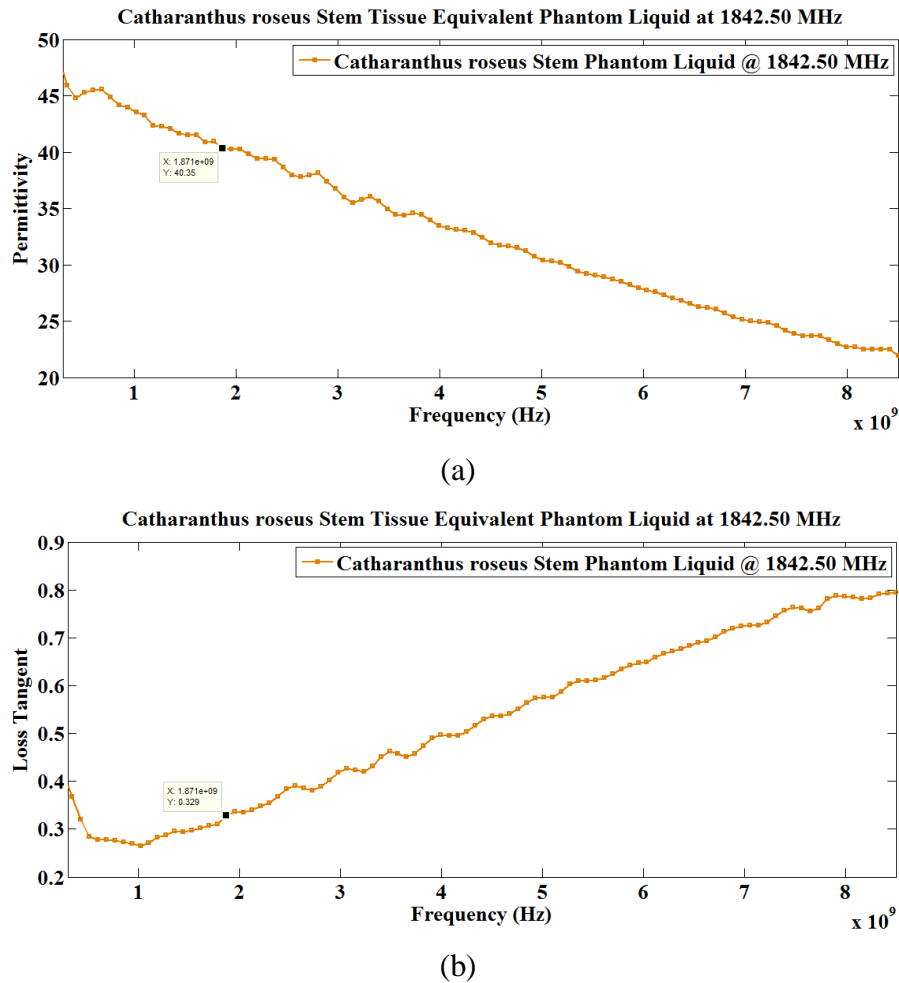 Catharanthus roseus Stem Tissue Equivalent Phantom Liquid at 1842.50 MHz
50
45
40
35
30
25
20
Permittivity
Catharanthus roseus Stem Phantom Liquid @ 1842.50 MHz
X: 1.871e+09
Y: 40.35
1 2 3 4 5 6 7 8
Frequency (Hz)
x 10^9
(a)
Catharanthus roseus Stem Tissue Equivalent Phantom Liquid at 1842.50 MHz
0.9
0.8
0.7
0.6
0.5
0.4
0.3
0.2
Loss Tangent
Catharanthus roseus Stem Phantom Liquid @ 1842.50 MHz
X: 1.871e+09
Y: 0.329
1 2 3 4 5 6 7 8
Frequency (Hz)
x 10^9
(b)